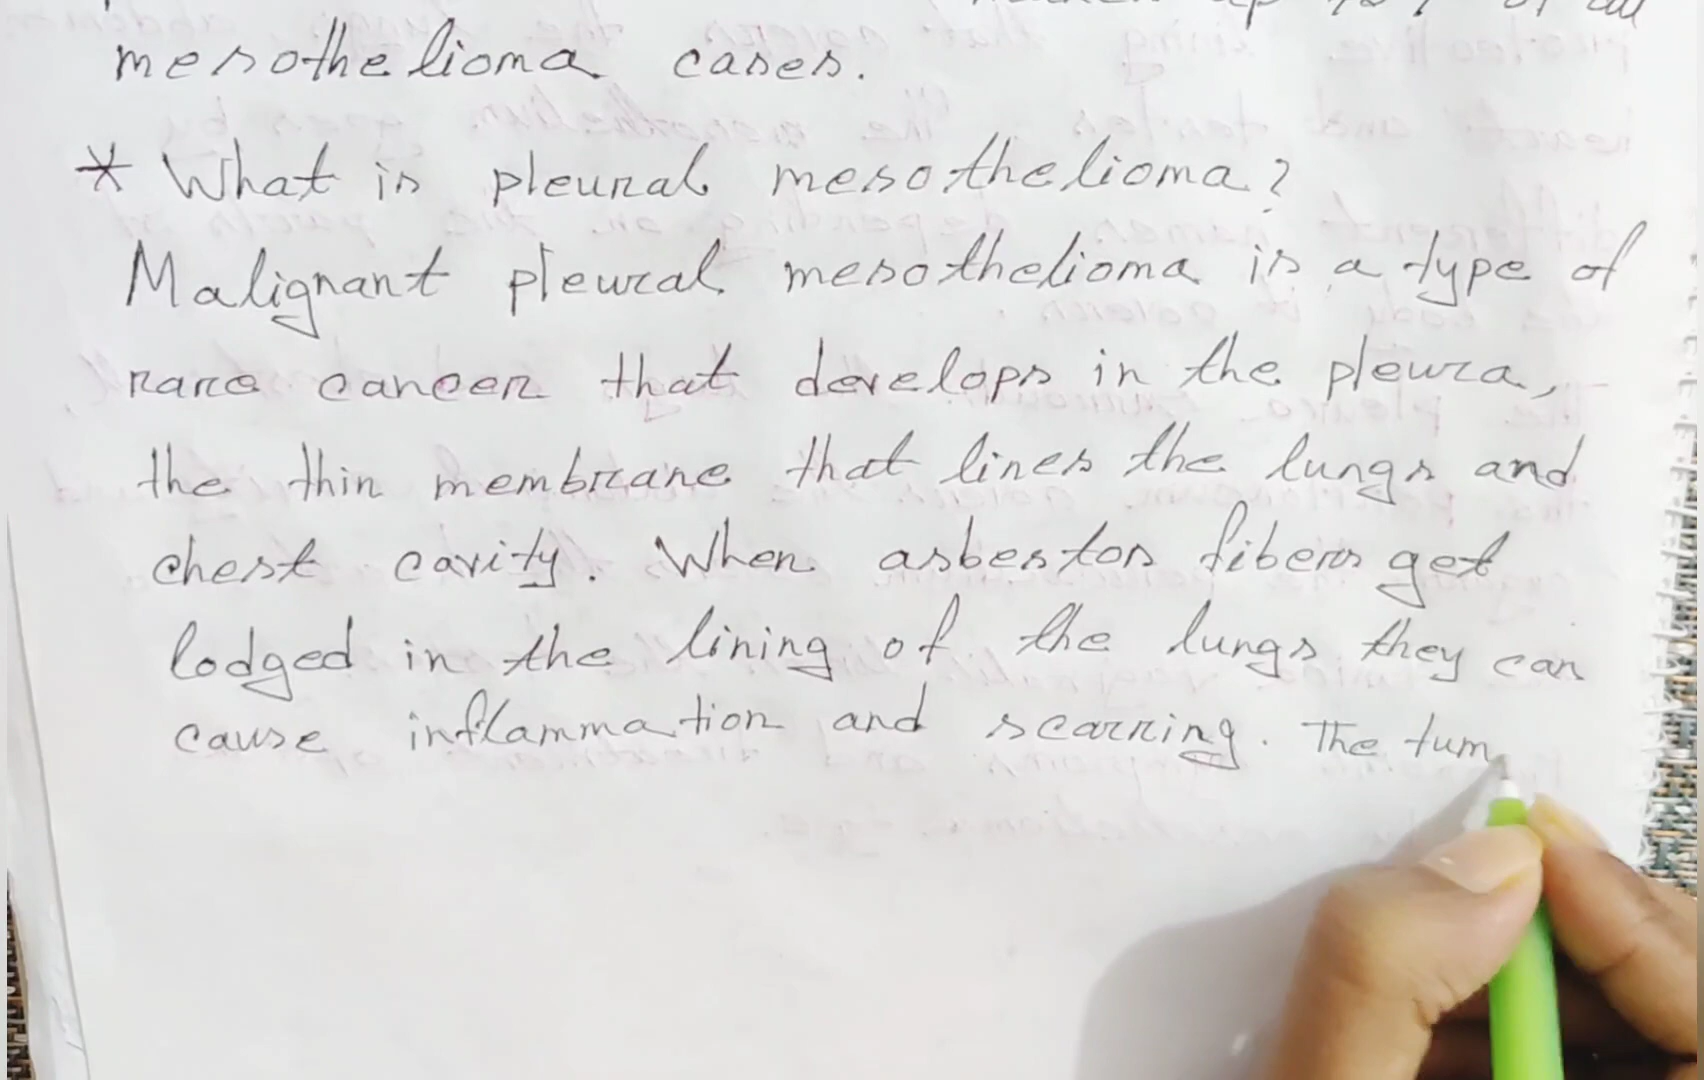 mesothelioma cases.
* What is pleural mesothelioma?
Malignant pleural mesothelioma is a type of
rare cancer that develops in the pleura,
the thin membrane that lines the lungs and
chest cavity. When asbestos fibers get
lodged in the lining of the lungs they can
cause inflammation and scarring. The tum